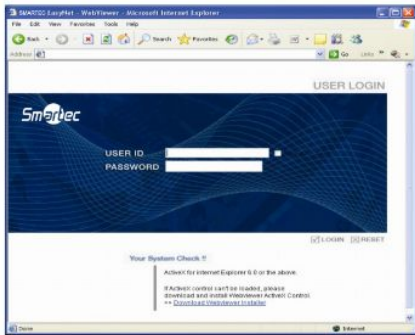 SMARTEC EasyNet - WebViewer - Microsoft Internet Explorer
File Edit View Favorites Tools Help
Back Search Favorites
Address Go Links
USER LOGIN
Smartec
USER ID
PASSWORD
LOGIN RESET
Your System Check !!
ActiveX for Internet Explorer 6.0 or the above.
If ActiveX control can't be loaded, please
download and install Webviewer ActiveX Control.
>> Download Webviewer Installer
Done Internet